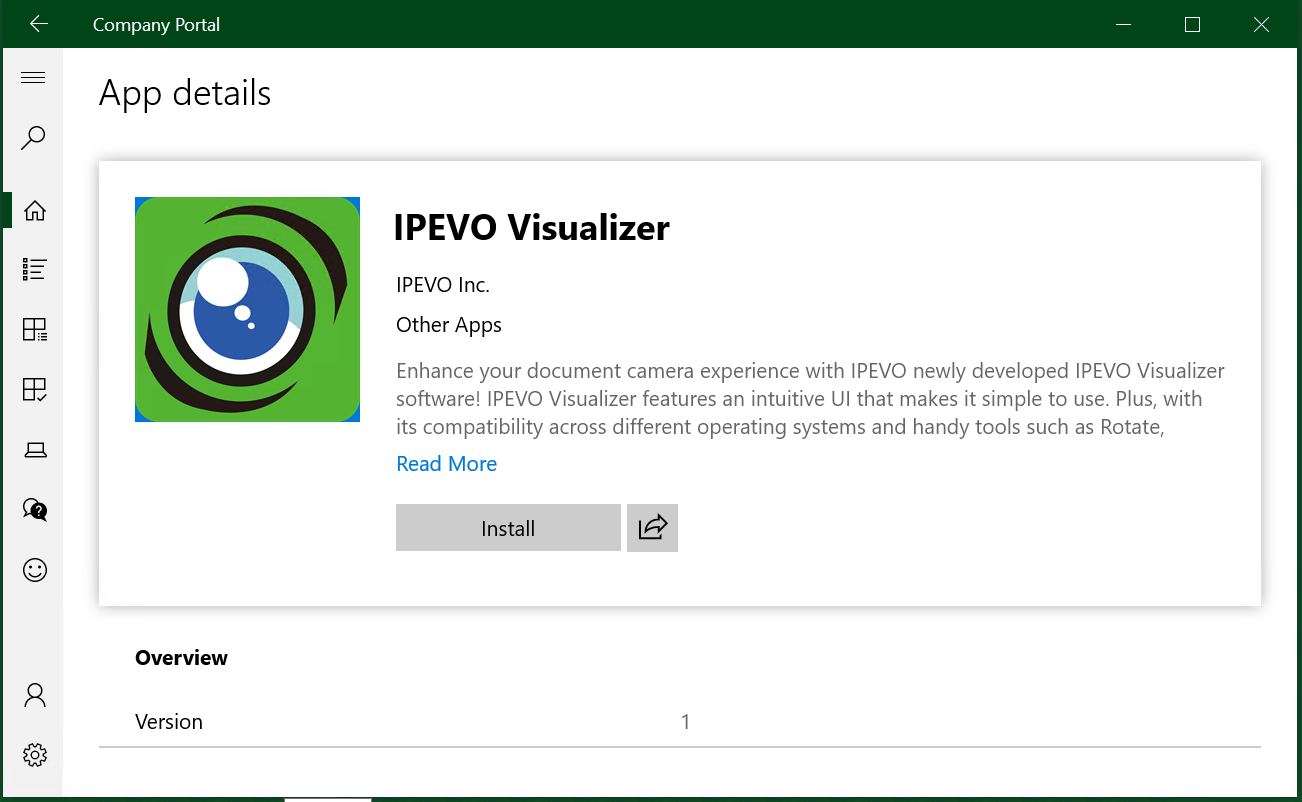 Company Portal
App details
IPEVO Visualizer
IPEVO Inc.
Other Apps
Enhance your document camera experience with IPEVO newly developed IPEVO Visualizer
software! IPEVO Visualizer features an intuitive UI that makes it simple to use. Plus, with
its compatibility across different operating systems and handy tools such as Rotate,
Read More
Install
Overview
Version 1